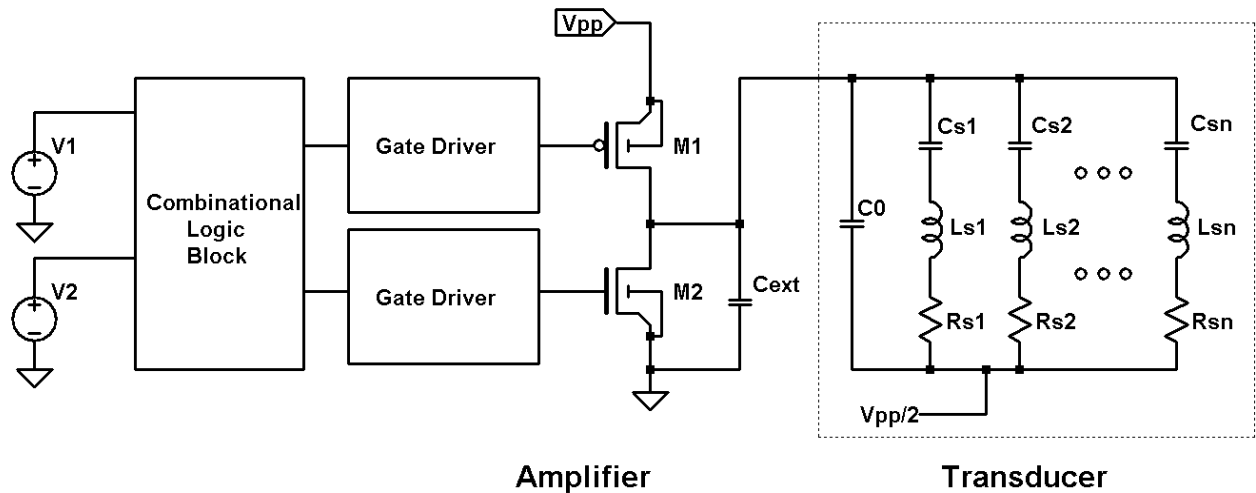 Vpp
V1
Combinational
Logic
Block
Gate Driver
M1
V2
Gate Driver
M2
Cext
C0
Cs1
Cs2
Csn
Ls1
Ls2
Lsn
Rs1
Rs2
Rsn
Vpp/2
Amplifier
Transducer